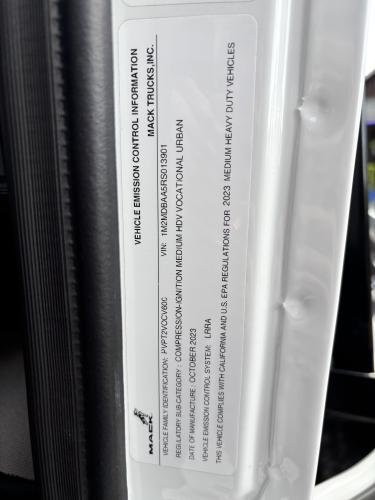 VEHICLE EMISSION CONTROL INFORMATION
MACK
MACK TRUCKS,INC.
VEHICLE FAMILY IDENTIFICATION: PVPT2VOCV60C VIN: 1M2MDBAA5RS013901
REGULATORY SUB-CATEGORY : COMPRESSION-IGNITION MEDIUM HDV VOCATIONAL URBAN
DATE OF MANUFACTURE : OCTOBER 2023
VEHICLE EMISSION CONTROL SYSTEM: LRRA
THIS VEHICLE COMPLIES WITH CALIFORNIA AND U.S. EPA REGULATIONS FOR 2023 MEDIUM HEAVY DUTY VEHICLES